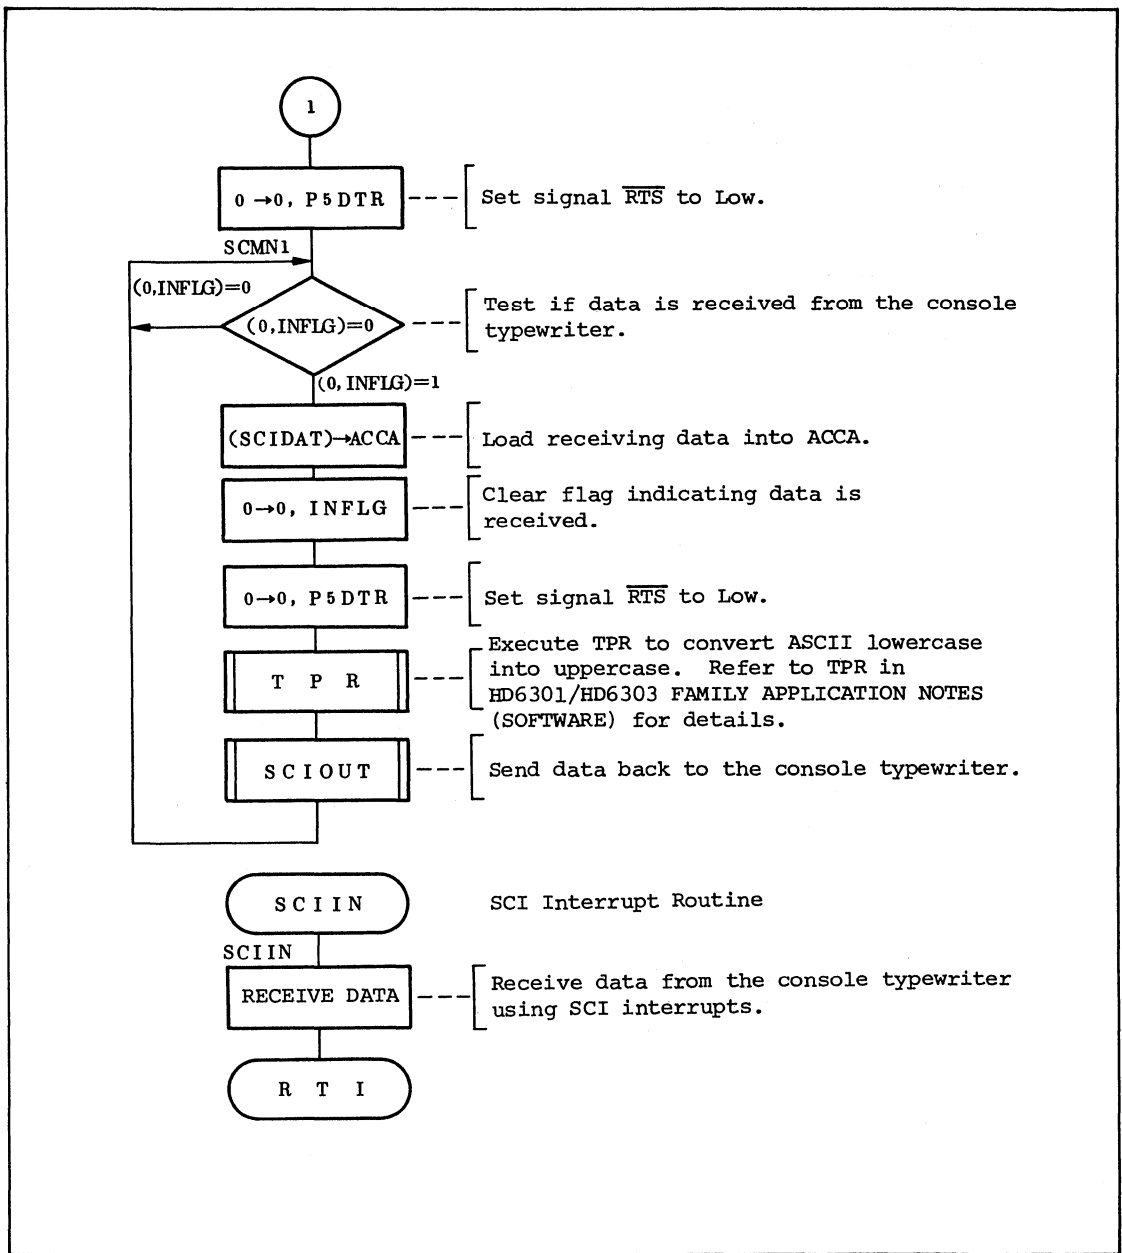 1
0→0, P5DTR
Set signal RTS to Low.
SCMN1
(0,INFLG)=0
(0,INFLG)=0
Test if data is received from the console
typewriter.
(0,INFLG)=1
(SCIDAT)→ACCA
Load receiving data into ACCA.
0→0, INFLG
Clear flag indicating data is
received.
0→0, P5DTR
Set signal RTS to Low.
T P R
Execute TPR to convert ASCII lowercase
into uppercase. Refer to TPR in
HD6301/HD6303 FAMILY APPLICATION NOTES
(SOFTWARE) for details.
SCIOUT
Send data back to the console typewriter.
SCIIN
SCI Interrupt Routine
SCIIN
RECEIVE DATA
Receive data from the console typewriter
using SCI interrupts.
R T I